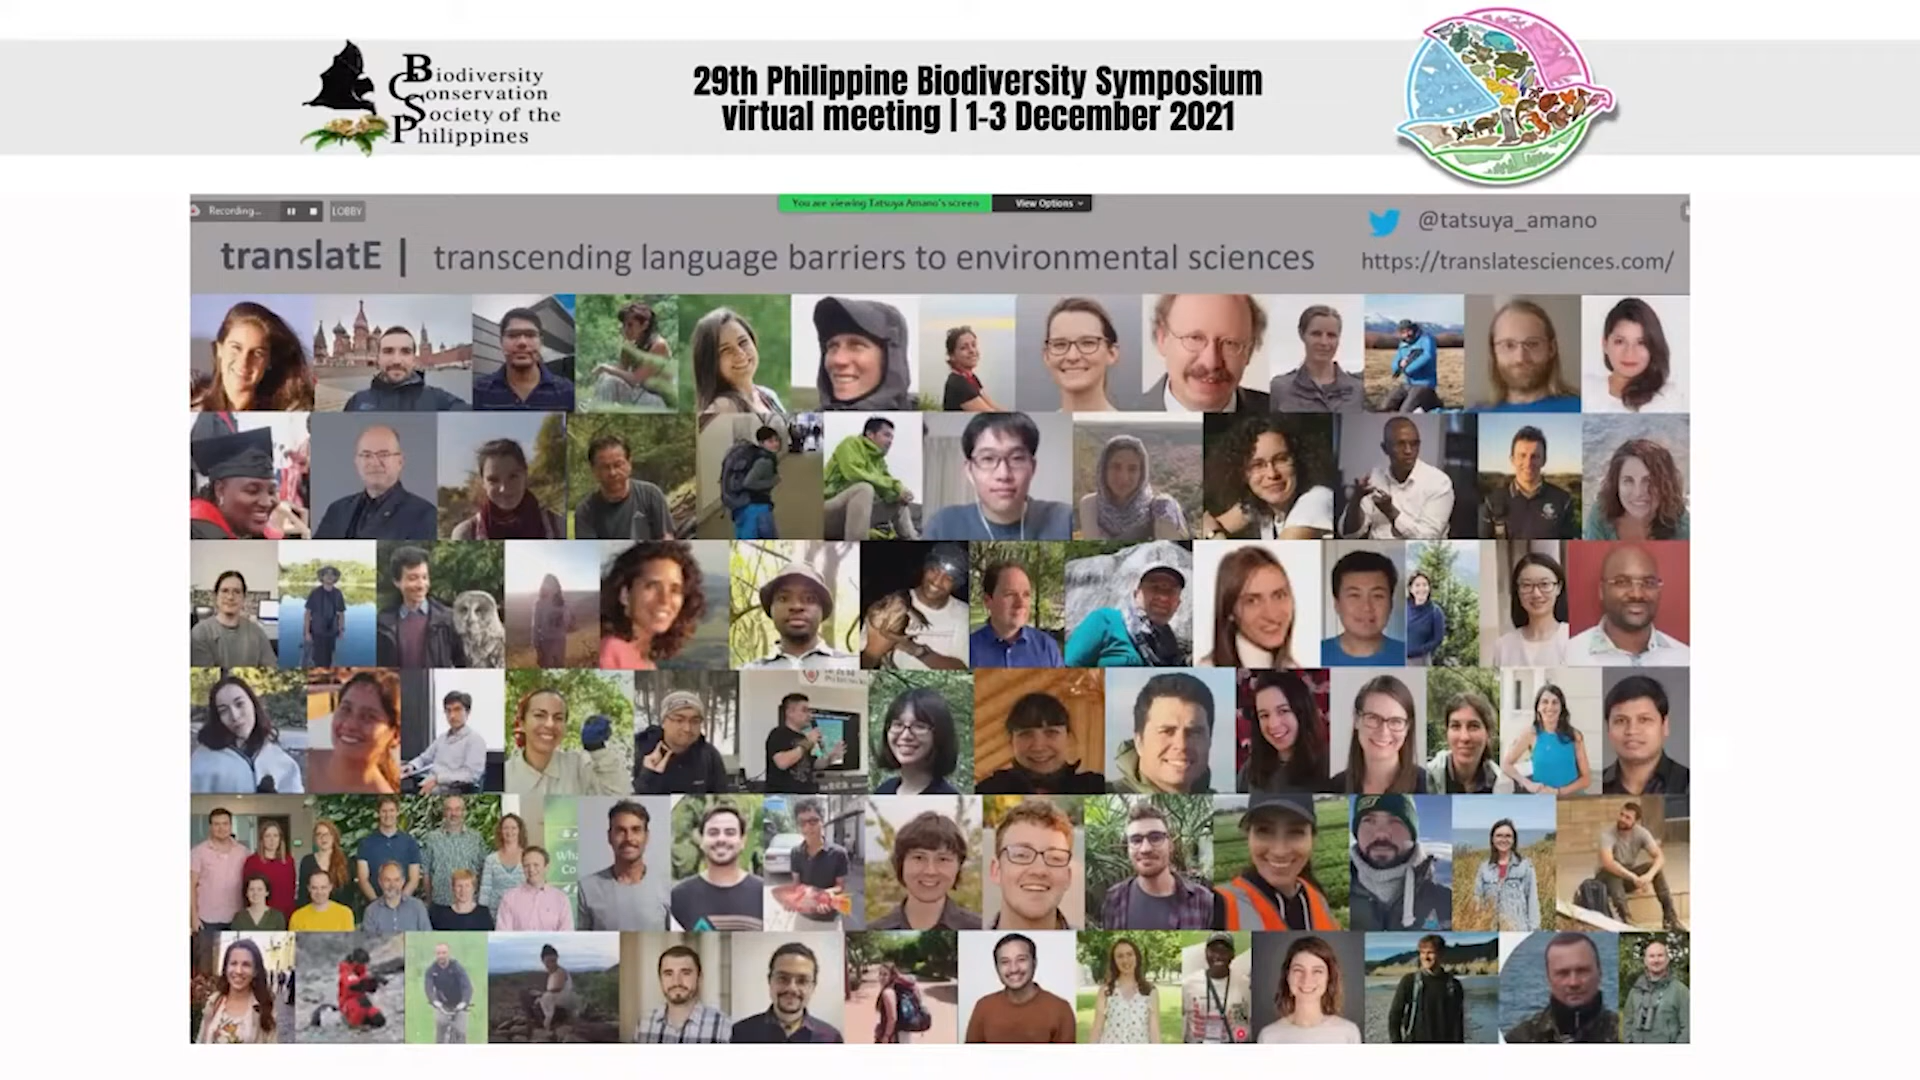 Biodiversity
Conservation
Society of the
Philippines
29th Philippine Biodiversity Symposium
virtual meeting | 1-3 December 2021
Recording...
LOBBY
You are viewing Tatsuya Amano's screen
View Options
@tatsuya_amano
translatE | transcending language barriers to environmental sciences
https://translatesciences.com/